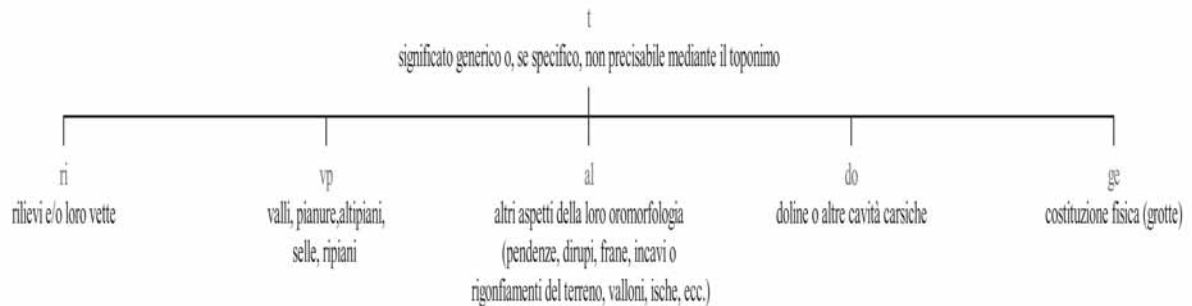 t
significato generico o, se specifico, non precisabile mediante il toponimo
ri
rilievi e/o loro vette
vp
valli, pianure,altipiani,
selle, ripiani
al
altri aspetti della loro oromorfologia
(pendenze, dirupi, frane, incavi o
rigonfiamenti del terreno, valloni, ische, ecc.)
do
doline o altre cavità carsiche
ge
costituzione fisica (grotte)